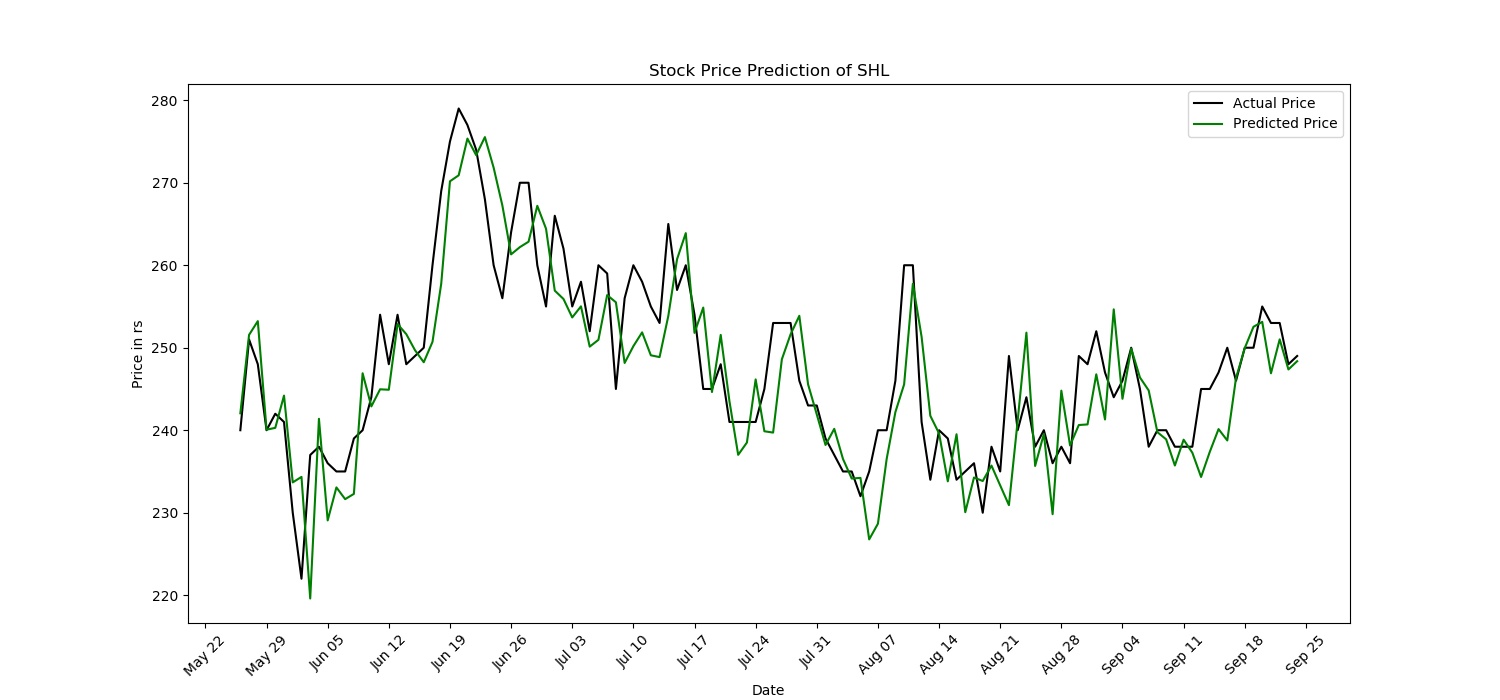 Stock Price Prediction of SHL
Actual Price
Predicted Price
280
270
260
250
240
230
220
Price in rs
May 22
May 29
Jun 05
Jun 12
Jun 19
Jun 26
Jul 03
Jul 10
Jul 17
Jul 24
Jul 31
Aug 07
Aug 14
Aug 21
Aug 28
Sep 04
Sep 11
Sep 18
Sep 25
Date